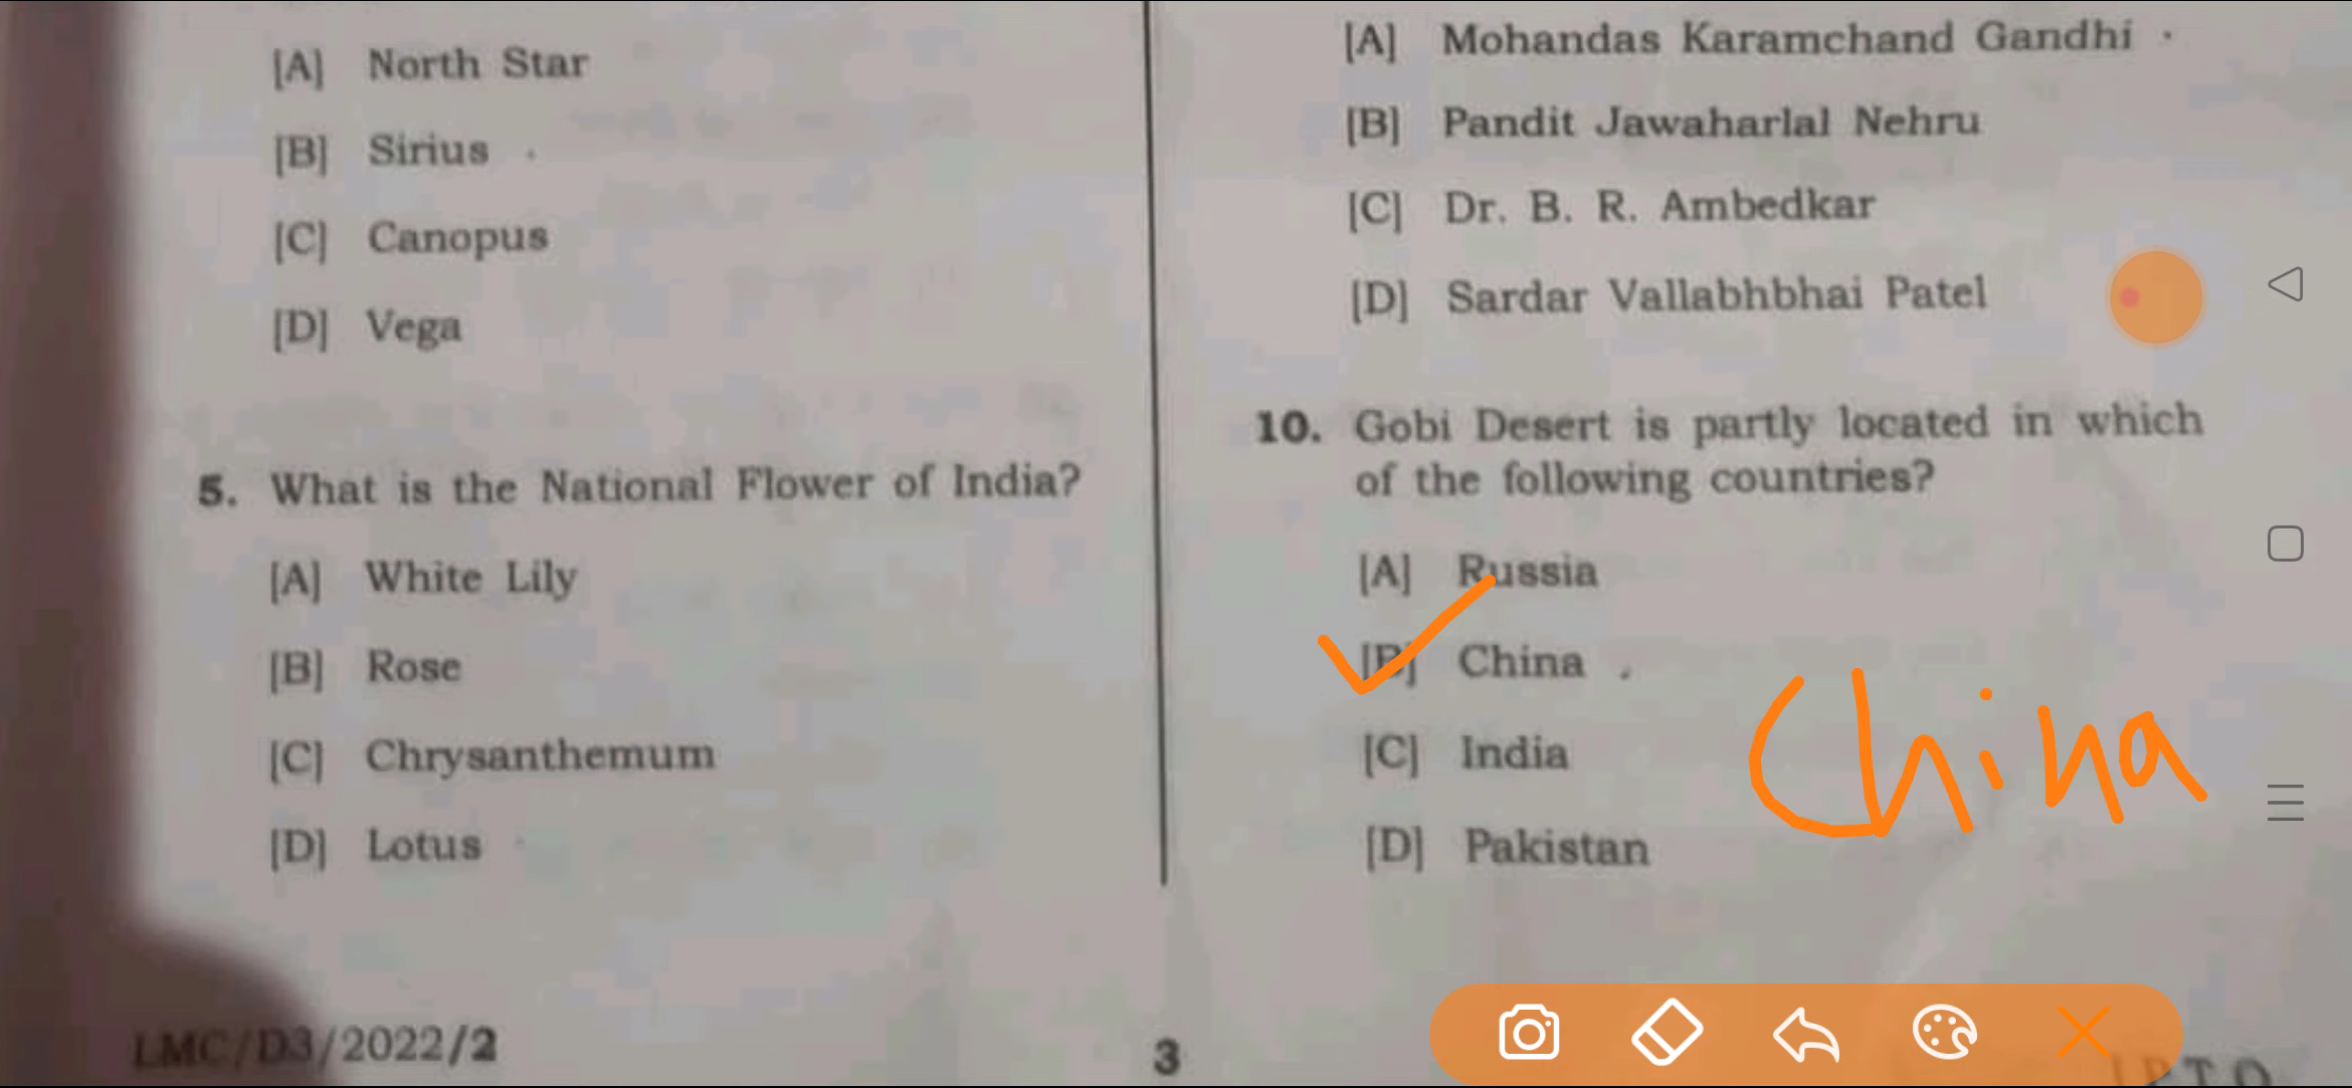 [A] North Star
[B] Sirius
[C] Canopus
[D] Vega
5. What is the National Flower of India?
[A] White Lily
[B] Rose
[C] Chrysanthemum
[D] Lotus
[A] Mohandas Karamchand Gandhi
[B] Pandit Jawaharlal Nehru
[C] Dr. B. R. Ambedkar
[D] Sardar Vallabhbhai Patel
10. Gobi Desert is partly located in which
of the following countries?
[A] Russia
[B] China
[C] India
[D] Pakistan
China
LMC/D3/2022/2
3